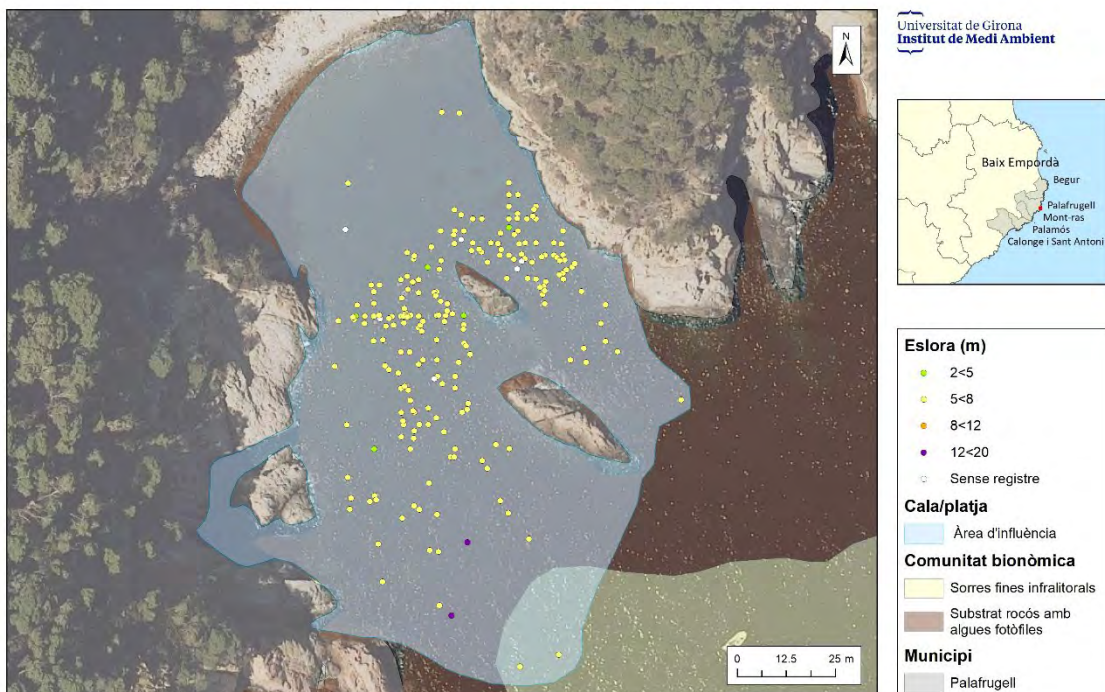 N
0 12.5 25 m
Universitat de Girona
Institut de Medi Ambient
Baix Empordà
Begur
Palafrugell
Mont-ras
Palamós
Calonge i Sant Antoni
Eslora (m)
2<5
5<8
8<12
12<20
Sense registre
Cala/platja
Àrea d'influència
Comunitat bionòmica
Sorres fines infralitorals
Substrat rocós amb
algues fotòfiles
Municipi
Palafrugell